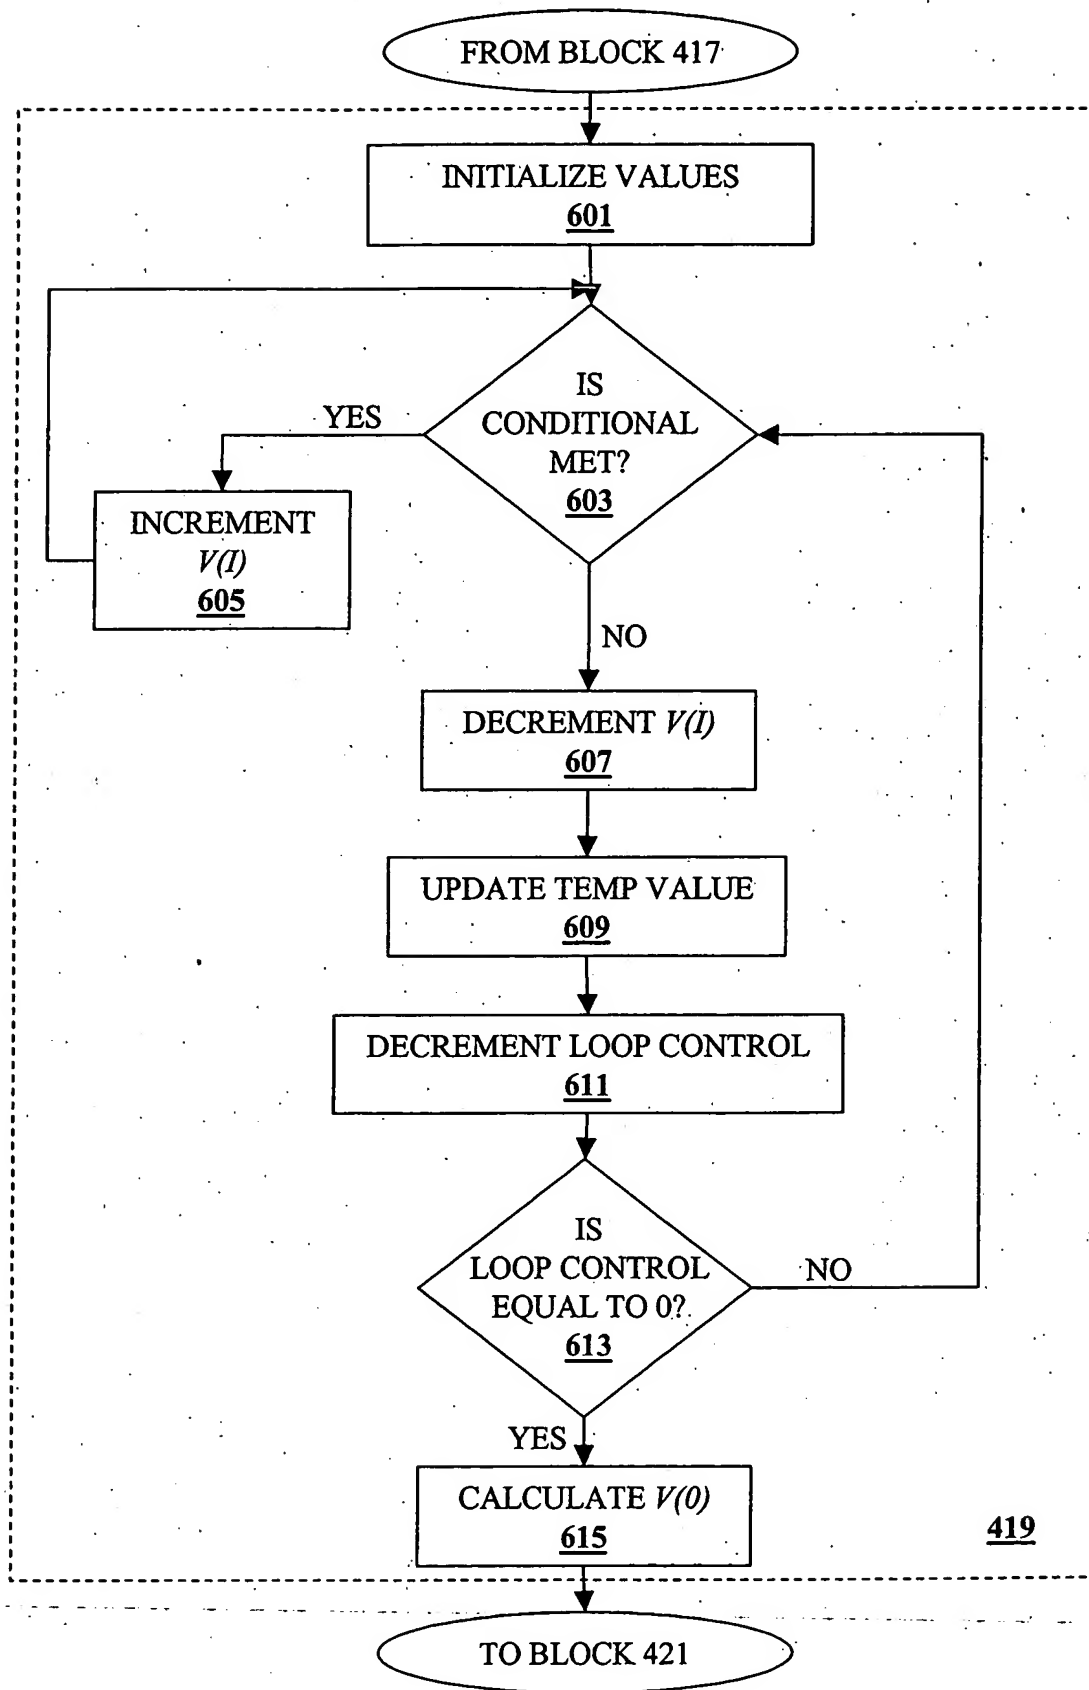 FROM BLOCK 417
INITIALIZE VALUES
601
IS
CONDITIONAL
MET?
603
YES
INCREMENT
V(I)
605
NO
DECREMENT V(I)
607
UPDATE TEMP VALUE
609
DECREMENT LOOP CONTROL
611
IS
LOOP CONTROL
EQUAL TO 0?
613
NO
YES
CALCULATE V(0)
615
419
TO BLOCK 421